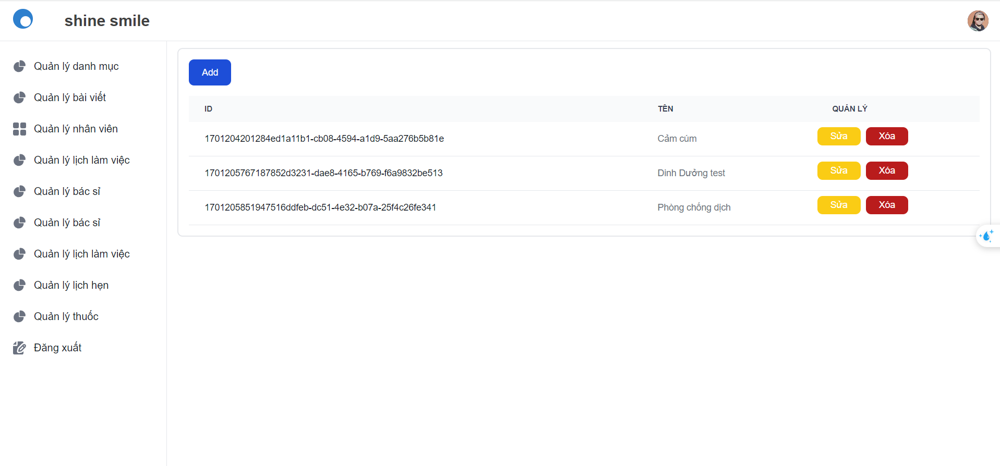 shine smile
Quản lý danh mục
Quản lý bài viết
Quản lý nhân viên
Quản lý lịch làm việc
Quản lý bác sỉ
Quản lý bác sỉ
Quản lý lịch làm việc
Quản lý lịch hẹn
Quản lý thuốc
Đăng xuất
Add
ID TÊN QUẢN LÝ
1701204201284ed1a11b1-cb08-4594-a1d9-5aa276b5b81e Cảm cúm Sửa Xóa
1701205767187852d3231-dae8-4165-b769-f6a9832be513 Dinh Dưởng test Sửa Xóa
1701205851947516ddfeb-dc51-4e32-b07a-25f4c26fe341 Phòng chống dịch Sửa Xóa